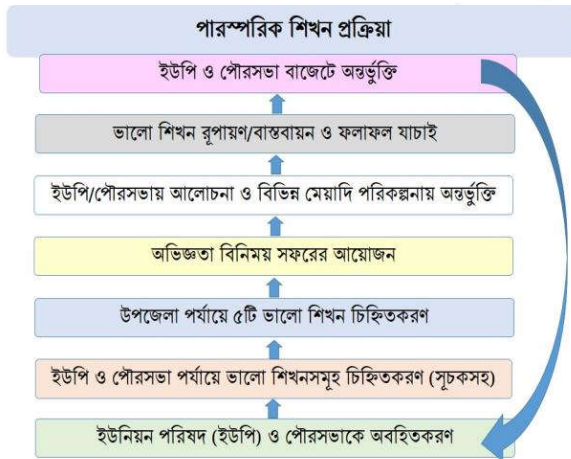 পারস্পরিক শিখন প্রক্রিয়া
ইউপি ও পৌরসভা বাজেটে অন্তর্ভুক্তি
ভালো শিখন রূপায়ণ/বাস্তবায়ন ও ফলাফল যাচাই
ইউপি/পৌরসভায় আলোচনা ও বিভিন্ন মেয়াদি পরিকল্পনায় অন্তর্ভুক্তি
অভিজ্ঞতা বিনিময় সফরের আয়োজন
উপজেলা পর্যায়ে ৫টি ভালো শিখন চিহ্নিতকরণ
ইউপি ও পৌরসভা পর্যায়ে ভালো শিখনসমূহ চিহ্নিতকরণ (সূচকসহ)
ইউনিয়ন পরিষদ (ইউপি) ও পৌরসভাকে অবহিতকরণ